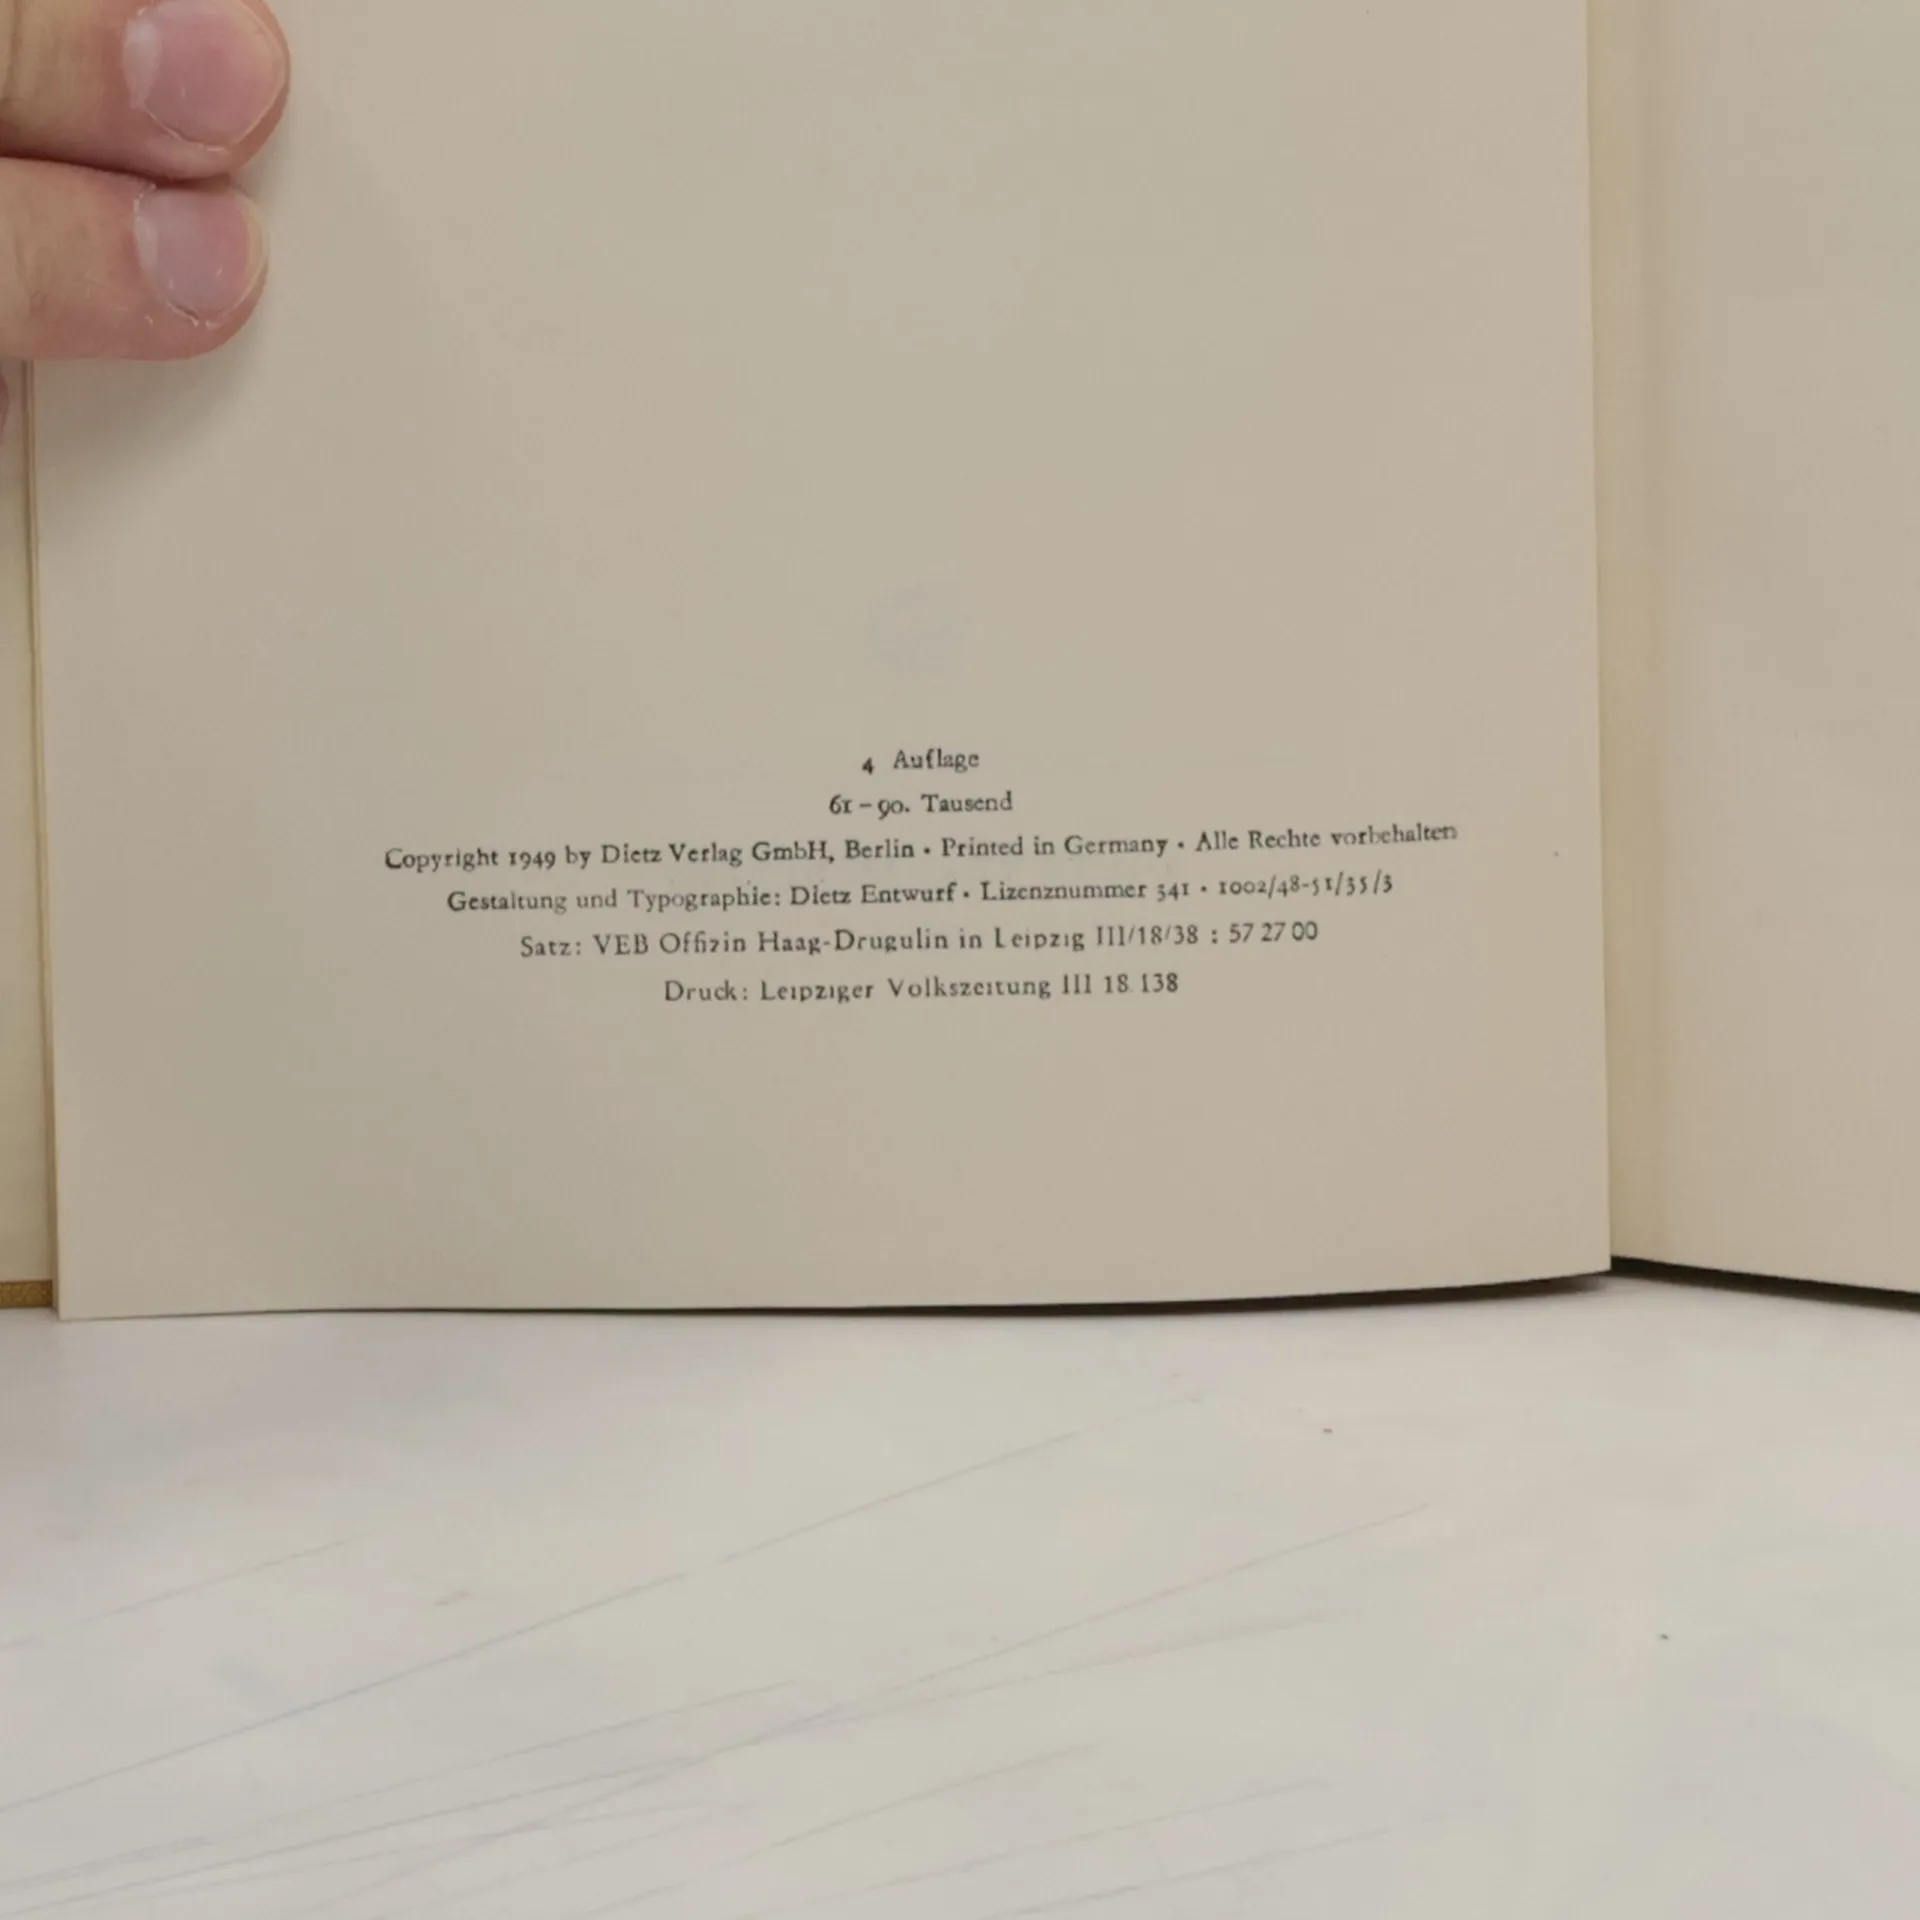 4 Auflage
61–90. Tausend
Copyright 1949 by Dietz Verlag GmbH, Berlin • Printed in Germany • Alle Rechte vorbehalten
Gestaltung und Typographie: Dietz Entwurf • Lizenznummer 341 • 1002/48-51/35/3
Satz: VEB Offizin Haag-Drugulin in Leipzig III/18/38 : 57 27 00
Druck: Leipziger Volkszeitung III 18 138